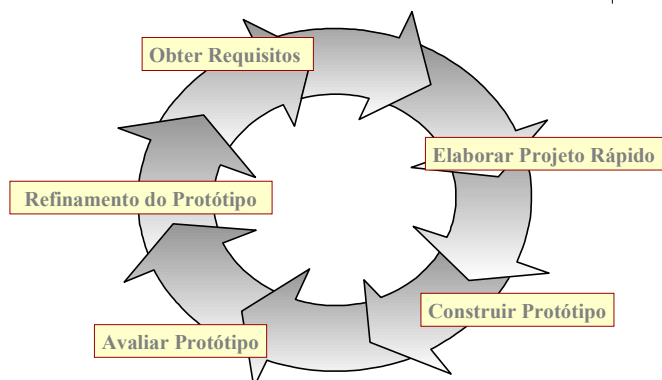 Obter Requisitos
Elaborar Projeto Rápido
Refinamento do Protótipo
Construir Protótipo
Avaliar Protótipo